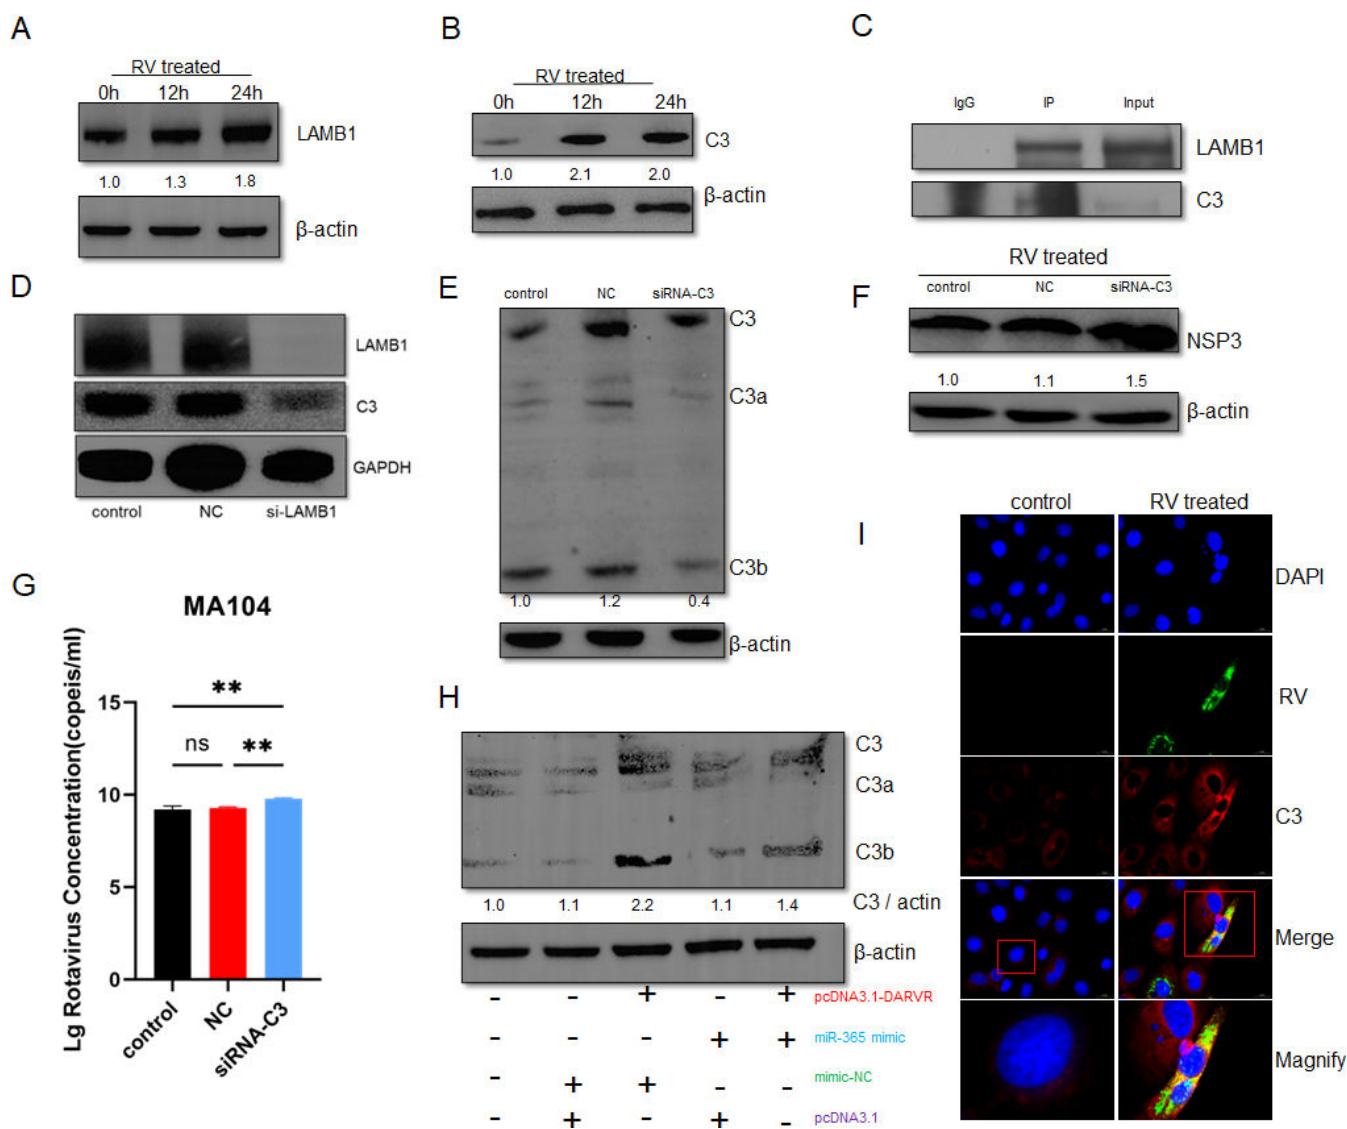 A
RV treated
0h 12h 24h
LAMB1
1.0 1.3 1.8
β-actin
B
RV treated
0h 12h 24h
C3
1.0 2.1 2.0
β-actin
C
IgG IP Input
LAMB1
C3
D
LAMB1
C3
GAPDH
control NC si-LAMB1
E
control NC siRNA-C3
C3
C3a
C3b
1.0 1.2 0.4
β-actin
F
RV treated
control NC siRNA-C3
NSP3
1.0 1.1 1.5
β-actin
G
MA104
Lg Rotavirus Concentration(copeis/ml)
15
10
5
0
**
ns **
control NC siRNA-C3
H
C3
C3a
C3b
1.0 1.1 2.2 1.1 1.4 C3 / actin
β-actin
- - + - + pcDNA3.1-DARVR
- - - + + miR-365 mimic
- + + - - mimic-NC
- + - + - pcDNA3.1
I
control RV treated
DAPI
RV
C3
Merge
Magnify